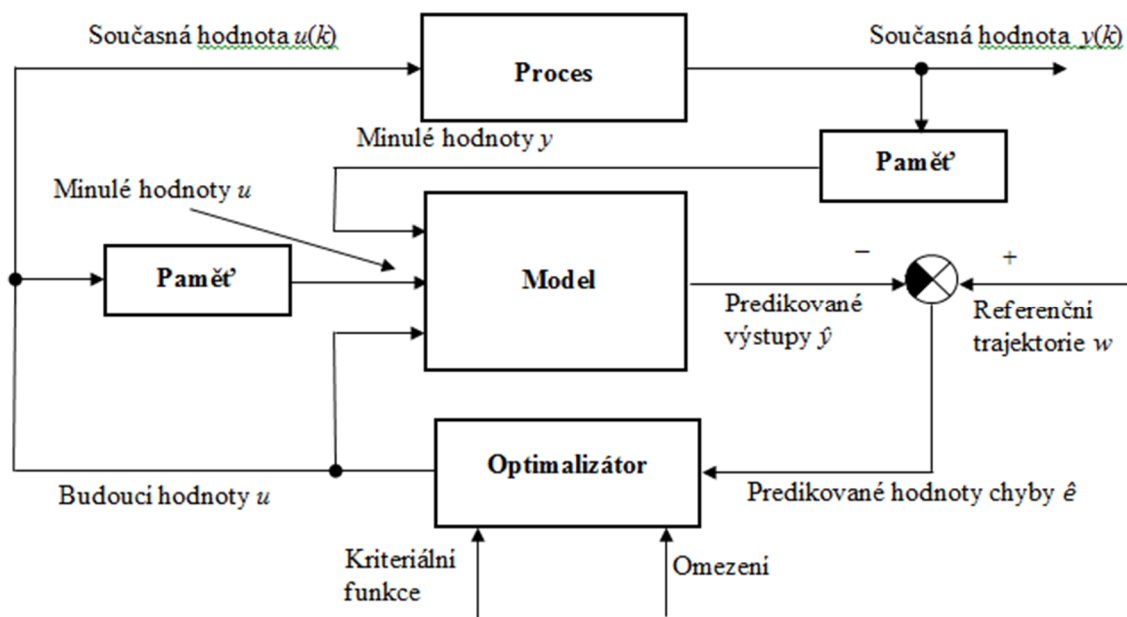 Současná hodnota u(k)
Současná hodnota y(k)
Proces
Minulé hodnoty y
Paměť
Minulé hodnoty u
Paměť
Model
−
+
Predikované
výstupy ŷ
Referenční
trajektorie w
Optimalizátor
Budoucí hodnoty u
Predikované hodnoty chyby ê
Kriteriální
funkce
Omezení